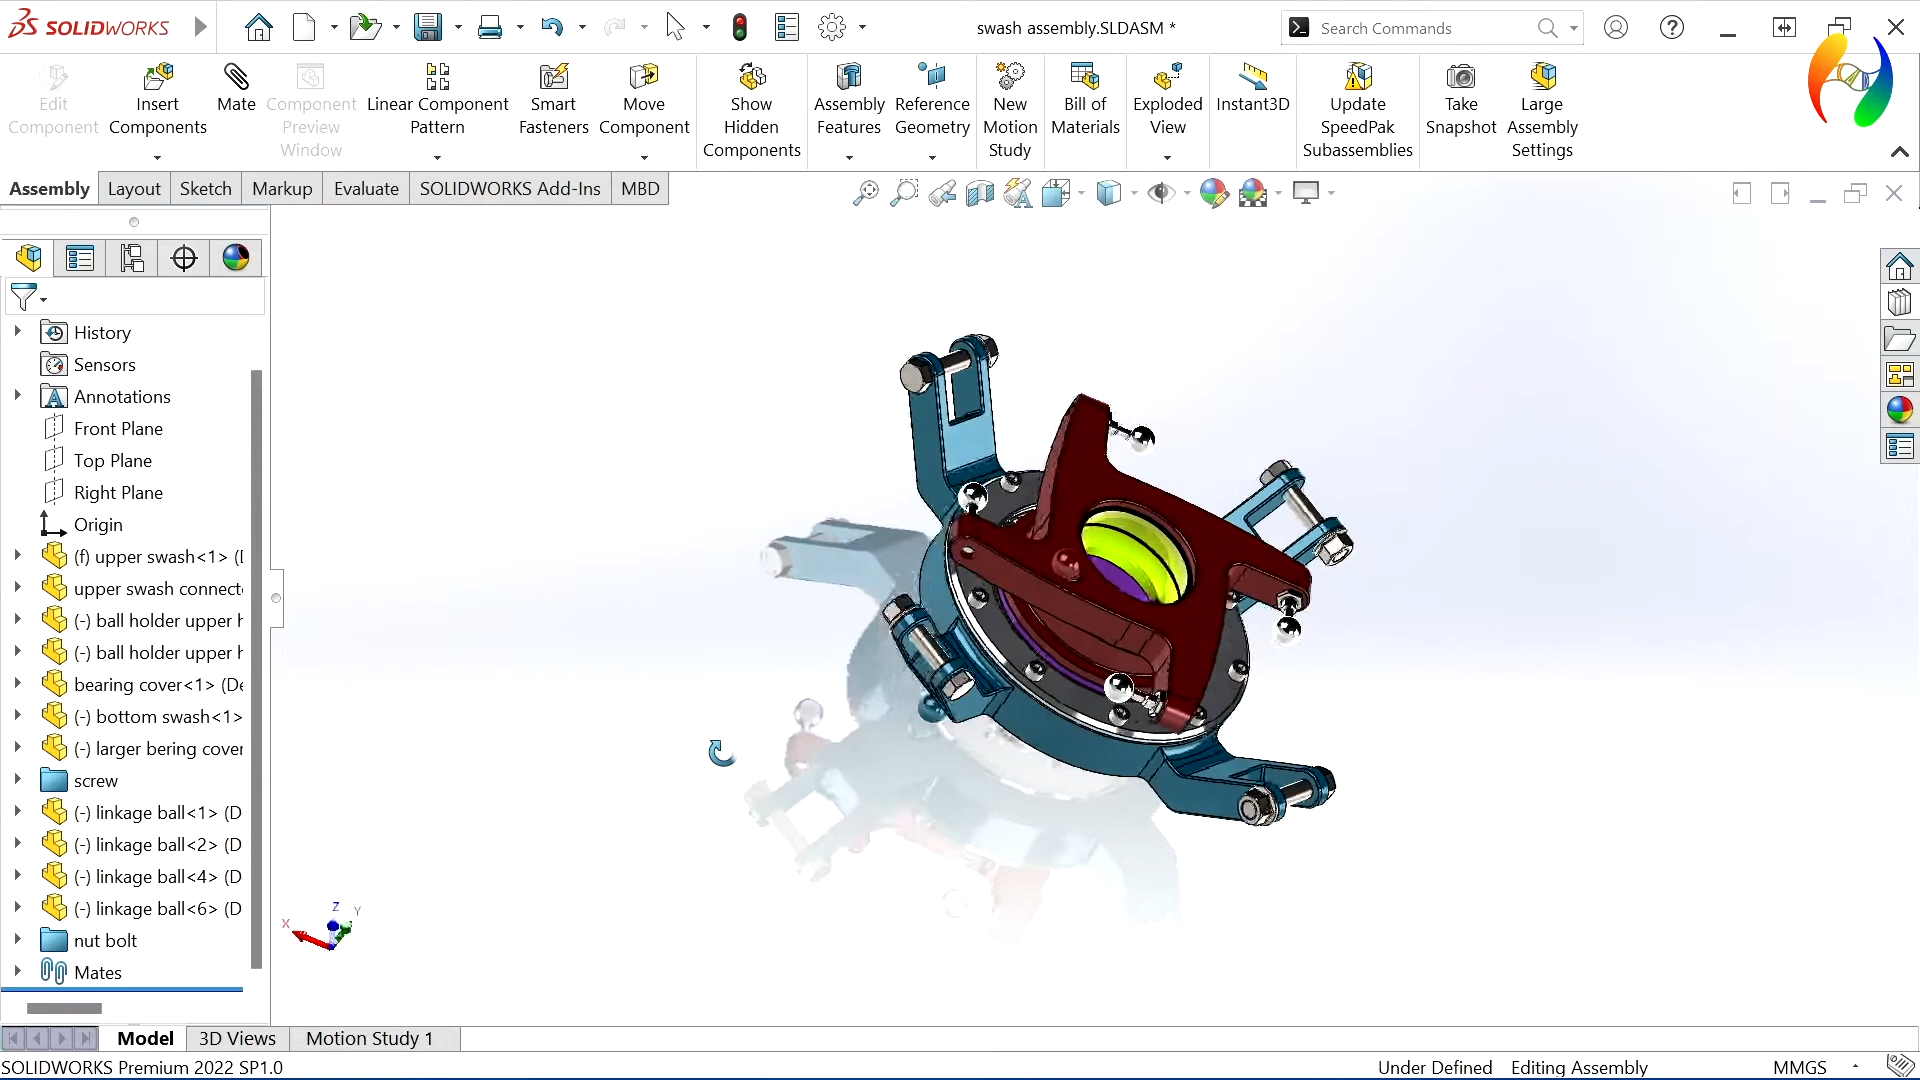 SOLIDWORKS
swash assembly.SLDASM *
Search Commands
Edit
Component
Insert
Components
Mate
Component
Preview
Window
Linear Component
Pattern
Smart
Fasteners
Move
Component
Show
Hidden
Components
Assembly
Features
Reference
Geometry
New
Motion
Study
Bill of
Materials
Exploded
View
Instant3D
Update
SpeedPak
Subassemblies
Take
Snapshot
Large
Assembly
Settings
Assembly
Layout
Sketch
Markup
Evaluate
SOLIDWORKS Add-Ins
MBD
History
Sensors
Annotations
Front Plane
Top Plane
Right Plane
Origin
(f) upper swash<1> (
upper swash connect
(-) ball holder upper
(-) ball holder upper
bearing cover<1> (De
(-) bottom swash<1>
(-) larger bering cover
screw
(-) linkage ball<1> (D
(-) linkage ball<2> (D
(-) linkage ball<4> (D
(-) linkage ball<6> (D
nut bolt
Mates
X
Z
Y
Model
3D Views
Motion Study 1
SOLIDWORKS Premium 2022 SP1.0
Under Defined
Editing Assembly
MMGS